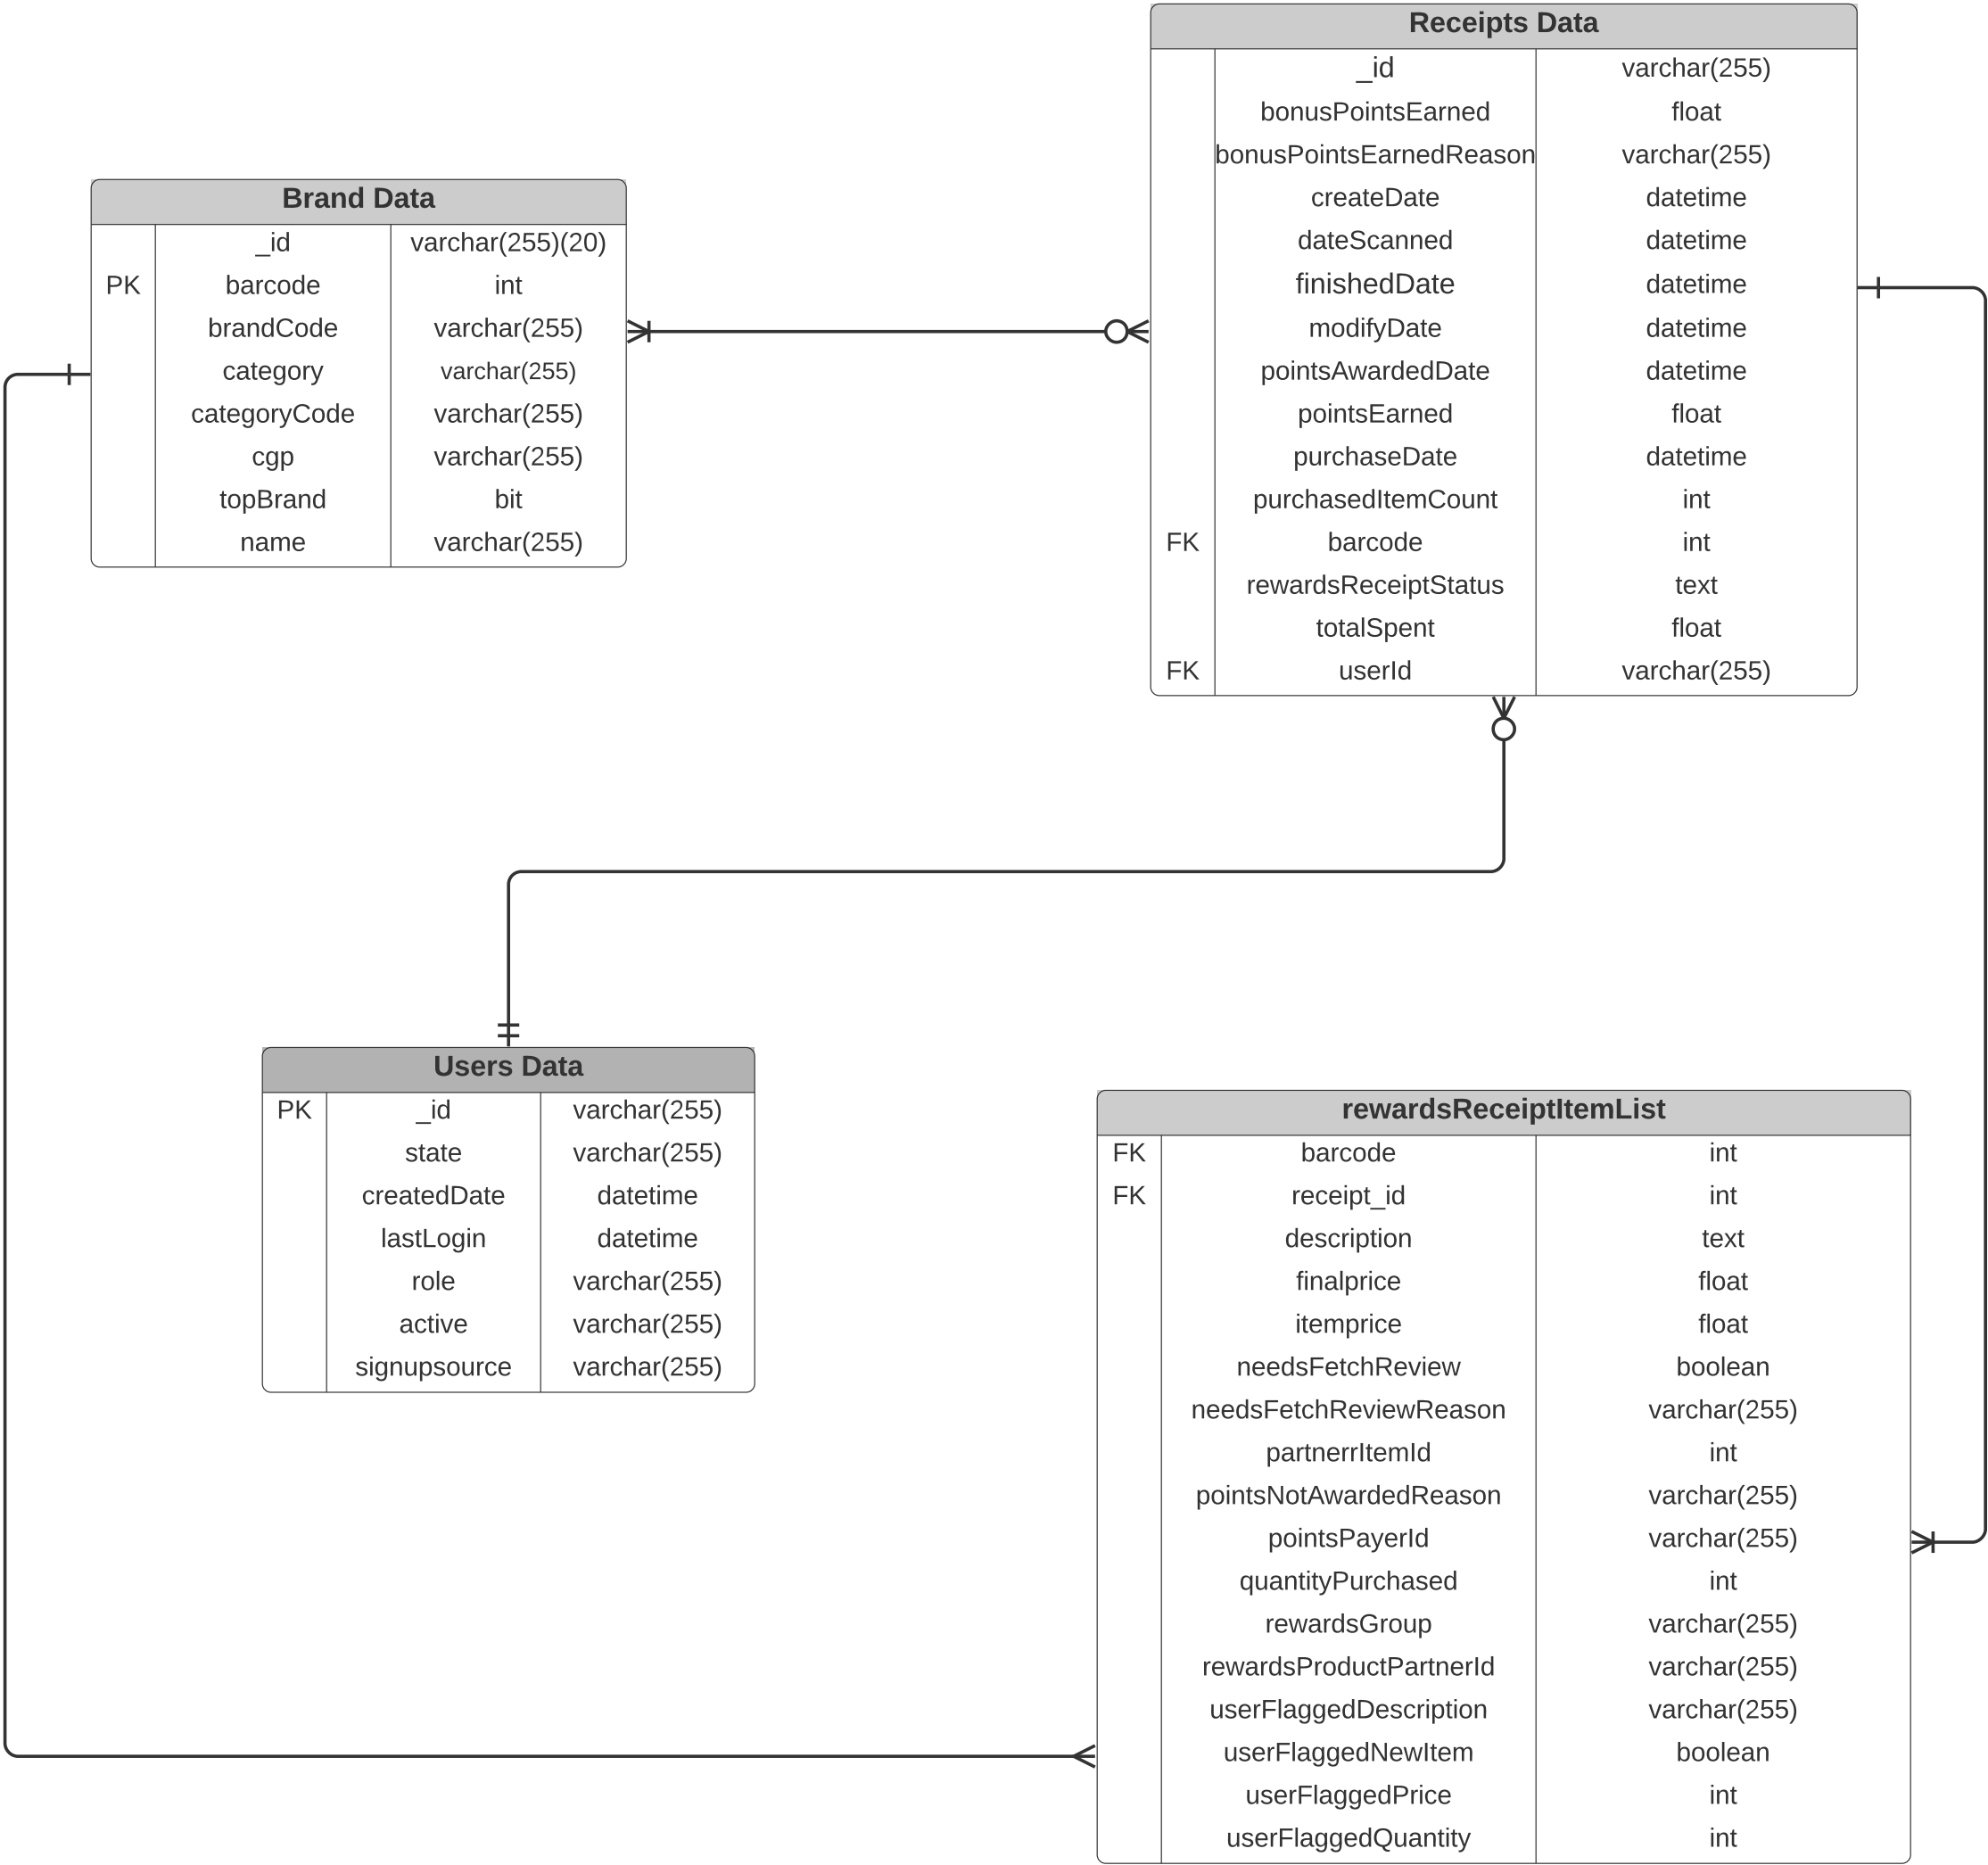 Receipts Data
_id varchar(255)
bonusPointsEarned float
bonusPointsEarnedReason varchar(255)
createDate datetime
dateScanned datetime
finishedDate datetime
modifyDate datetime
pointsAwardedDate datetime
pointsEarned float
purchaseDate datetime
purchasedItemCount int
FK barcode int
rewardsReceiptStatus text
totalSpent float
FK userId varchar(255)
Brand Data
_id varchar(255)(20)
PK barcode int
brandCode varchar(255)
category varchar(255)
categoryCode varchar(255)
cgp varchar(255)
topBrand bit
name varchar(255)
Users Data
PK _id varchar(255)
state varchar(255)
createdDate datetime
lastLogin datetime
role varchar(255)
active varchar(255)
signupsource varchar(255)
rewardsReceiptItemList
FK barcode int
FK receipt_id int
description text
finalprice float
itemprice float
needsFetchReview boolean
needsFetchReviewReason varchar(255)
partnerrItemId int
pointsNotAwardedReason varchar(255)
pointsPayerId varchar(255)
quantityPurchased int
rewardsGroup varchar(255)
rewardsProductPartnerId varchar(255)
userFlaggedDescription varchar(255)
userFlaggedNewItem boolean
userFlaggedPrice int
userFlaggedQuantity int